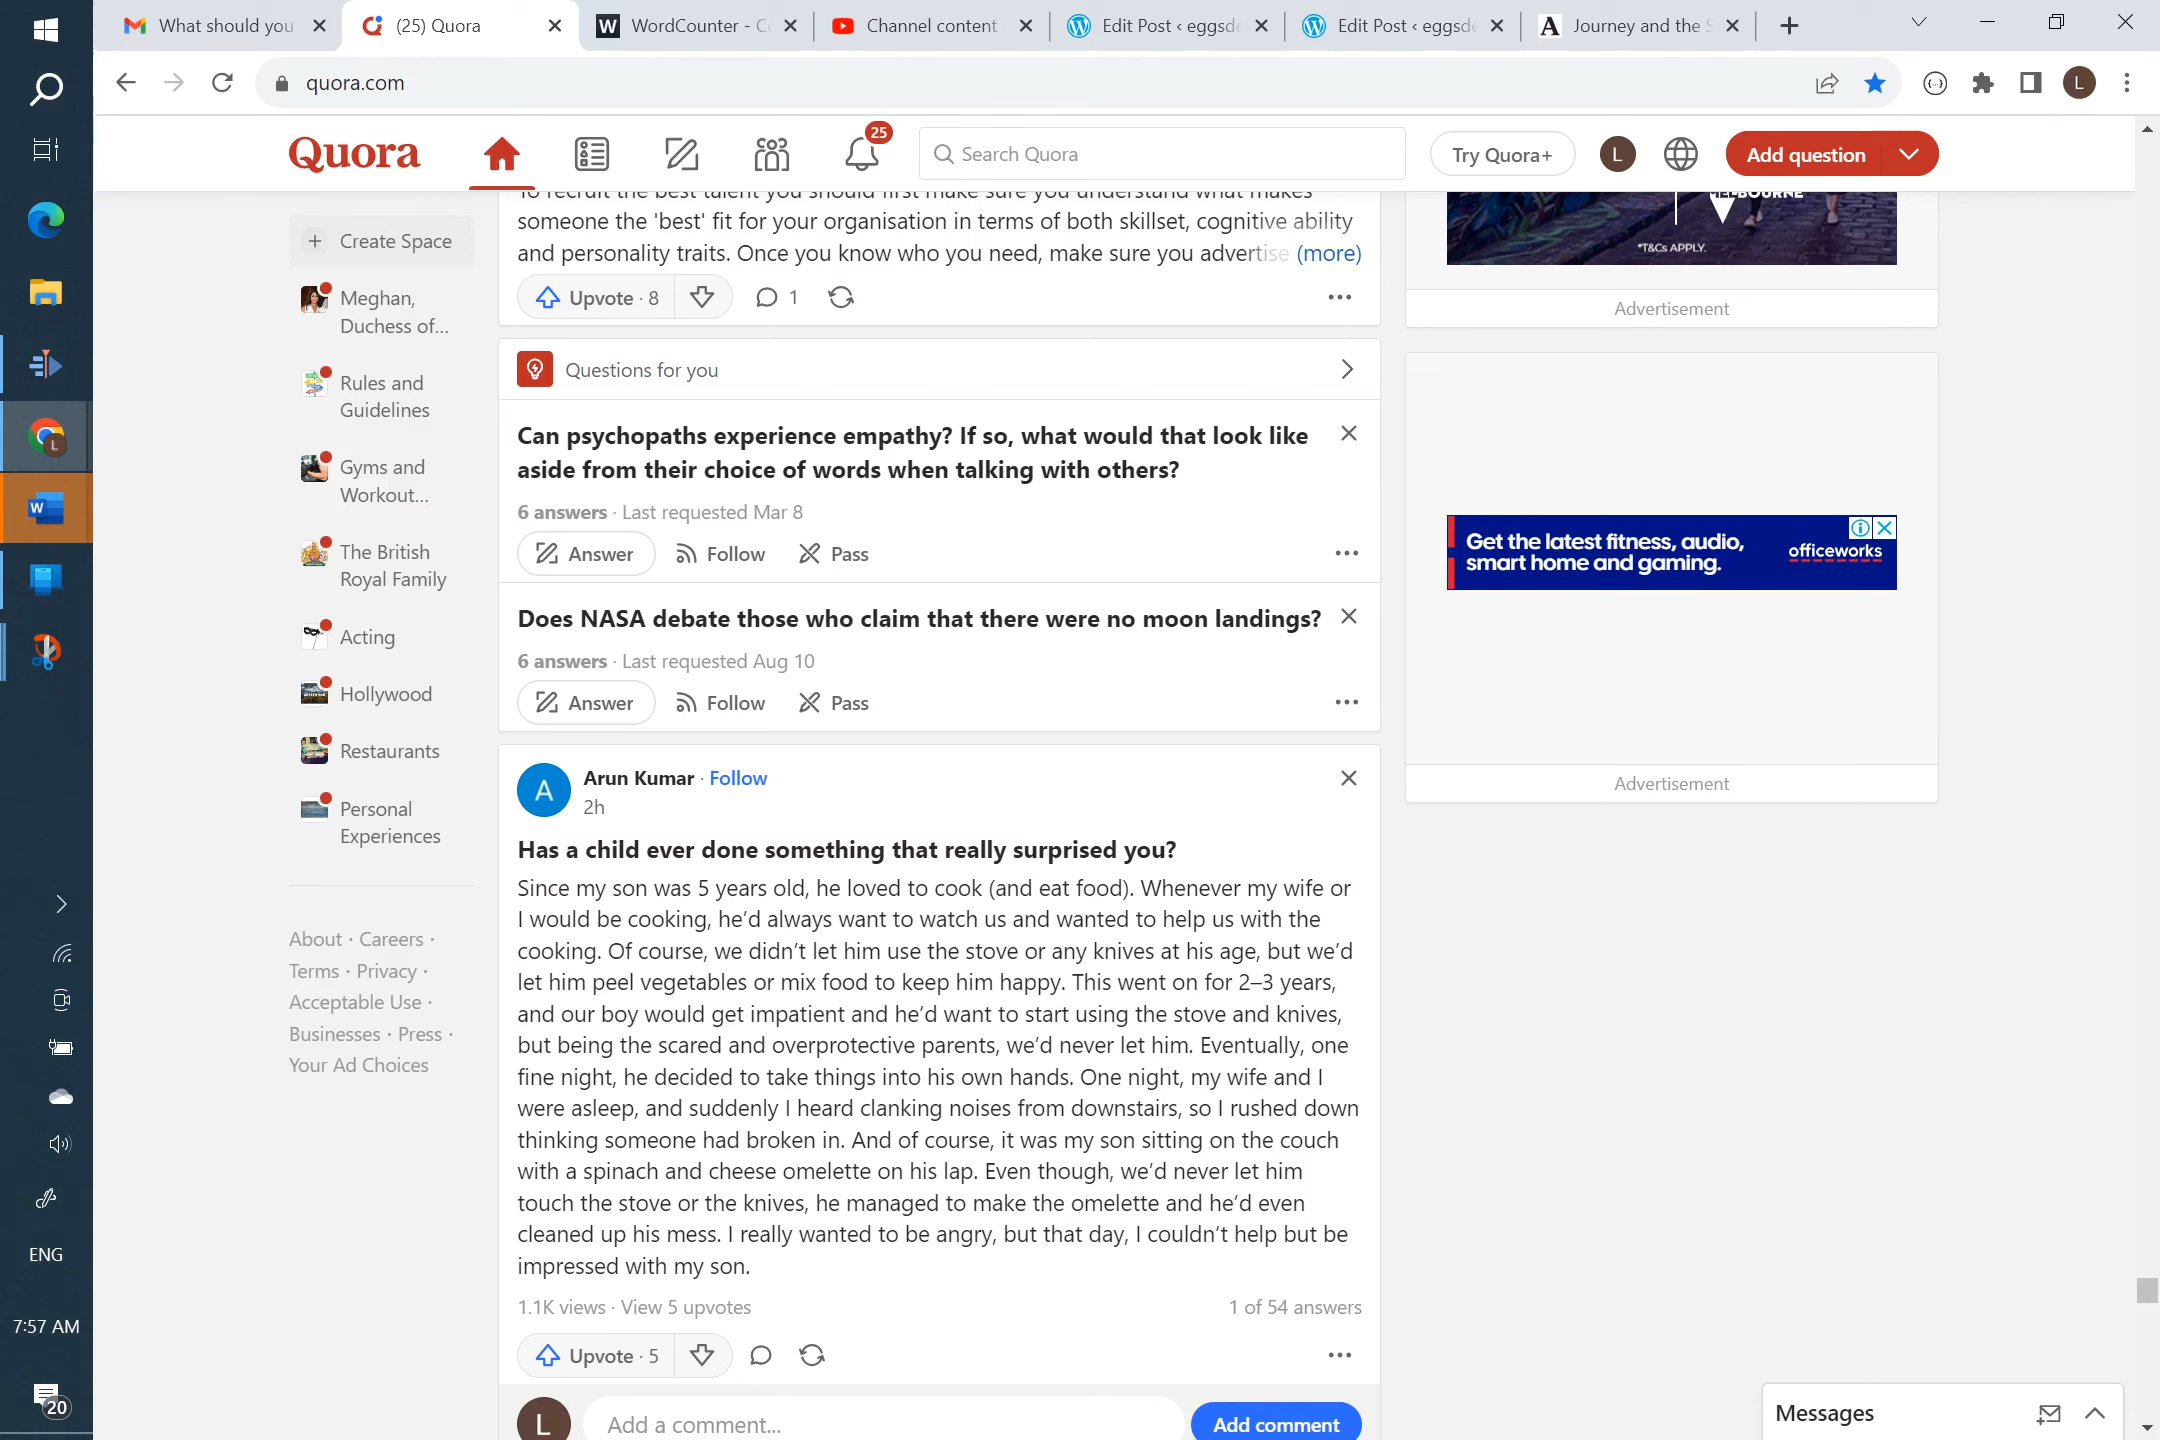 What should you
(25) Quora
WordCounter - Co
Channel content
Edit Post ‹ eggsde
Edit Post ‹ eggsde
Journey and the S
quora.com
Quora
25
Search Quora
Try Quora+
L
Add question
To recruit the best talent you should first make sure you understand what makes
someone the 'best' fit for your organisation in terms of both skillset, cognitive ability
and personality traits. Once you know who you need, make sure you advertise (more)
Upvote · 8
1
MELBOURNE
*T&Cs APPLY.
Advertisement
Create Space
Meghan,
Duchess of...
Rules and
Guidelines
Gyms and
Workout...
The British
Royal Family
Acting
Hollywood
Restaurants
Personal
Experiences
About · Careers ·
Terms · Privacy ·
Acceptable Use ·
Businesses · Press ·
Your Ad Choices
Questions for you
Can psychopaths experience empathy? If so, what would that look like
aside from their choice of words when talking with others?
6 answers · Last requested Mar 8
Answer
Follow
Pass
Does NASA debate those who claim that there were no moon landings?
6 answers · Last requested Aug 10
Answer
Follow
Pass
Get the latest fitness, audio,
smart home and gaming.
officeworks
Advertisement
A
Arun Kumar · Follow
2h
Has a child ever done something that really surprised you?
Since my son was 5 years old, he loved to cook (and eat food). Whenever my wife or
I would be cooking, he’d always want to watch us and wanted to help us with the
cooking. Of course, we didn’t let him use the stove or any knives at his age, but we’d
let him peel vegetables or mix food to keep him happy. This went on for 2–3 years,
and our boy would get impatient and he’d want to start using the stove and knives,
but being the scared and overprotective parents, we’d never let him. Eventually, one
fine night, he decided to take things into his own hands. One night, my wife and I
were asleep, and suddenly I heard clanking noises from downstairs, so I rushed down
thinking someone had broken in. And of course, it was my son sitting on the couch
with a spinach and cheese omelette on his lap. Even though, we’d never let him
touch the stove or the knives, he managed to make the omelette and he’d even
cleaned up his mess. I really wanted to be angry, but that day, I couldn’t help but be
impressed with my son.
1.1K views · View 5 upvotes
1 of 54 answers
Upvote · 5
L
Add a comment...
Add comment
Messages
ENG
7:57 AM
20